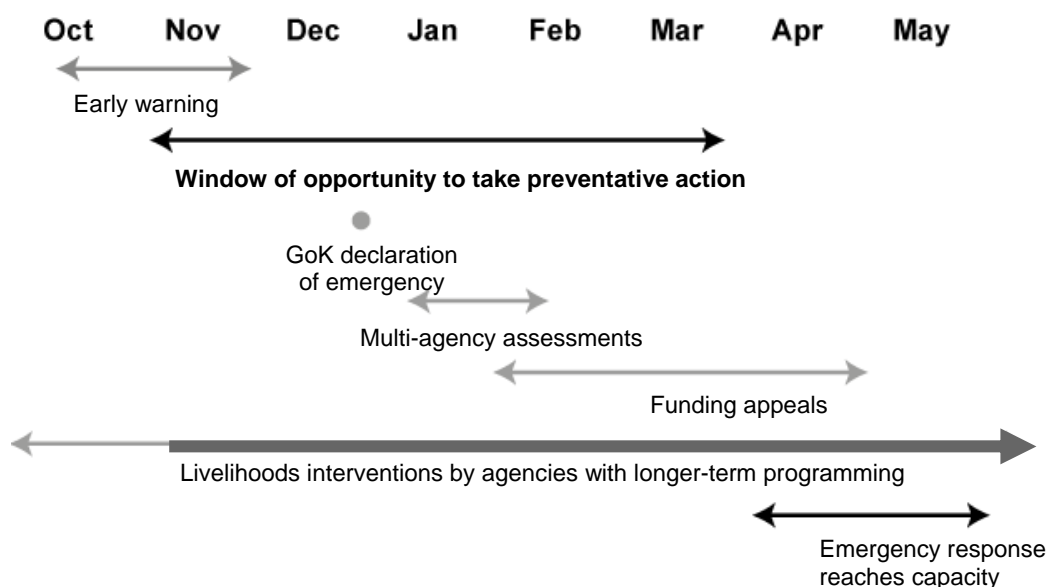 Oct Nov Dec Jan Feb Mar Apr May
Early warning
Window of opportunity to take preventative action
GoK declaration
of emergency
Multi-agency assessments
Funding appeals
Livelihoods interventions by agencies with longer-term programming
Emergency response
reaches capacity